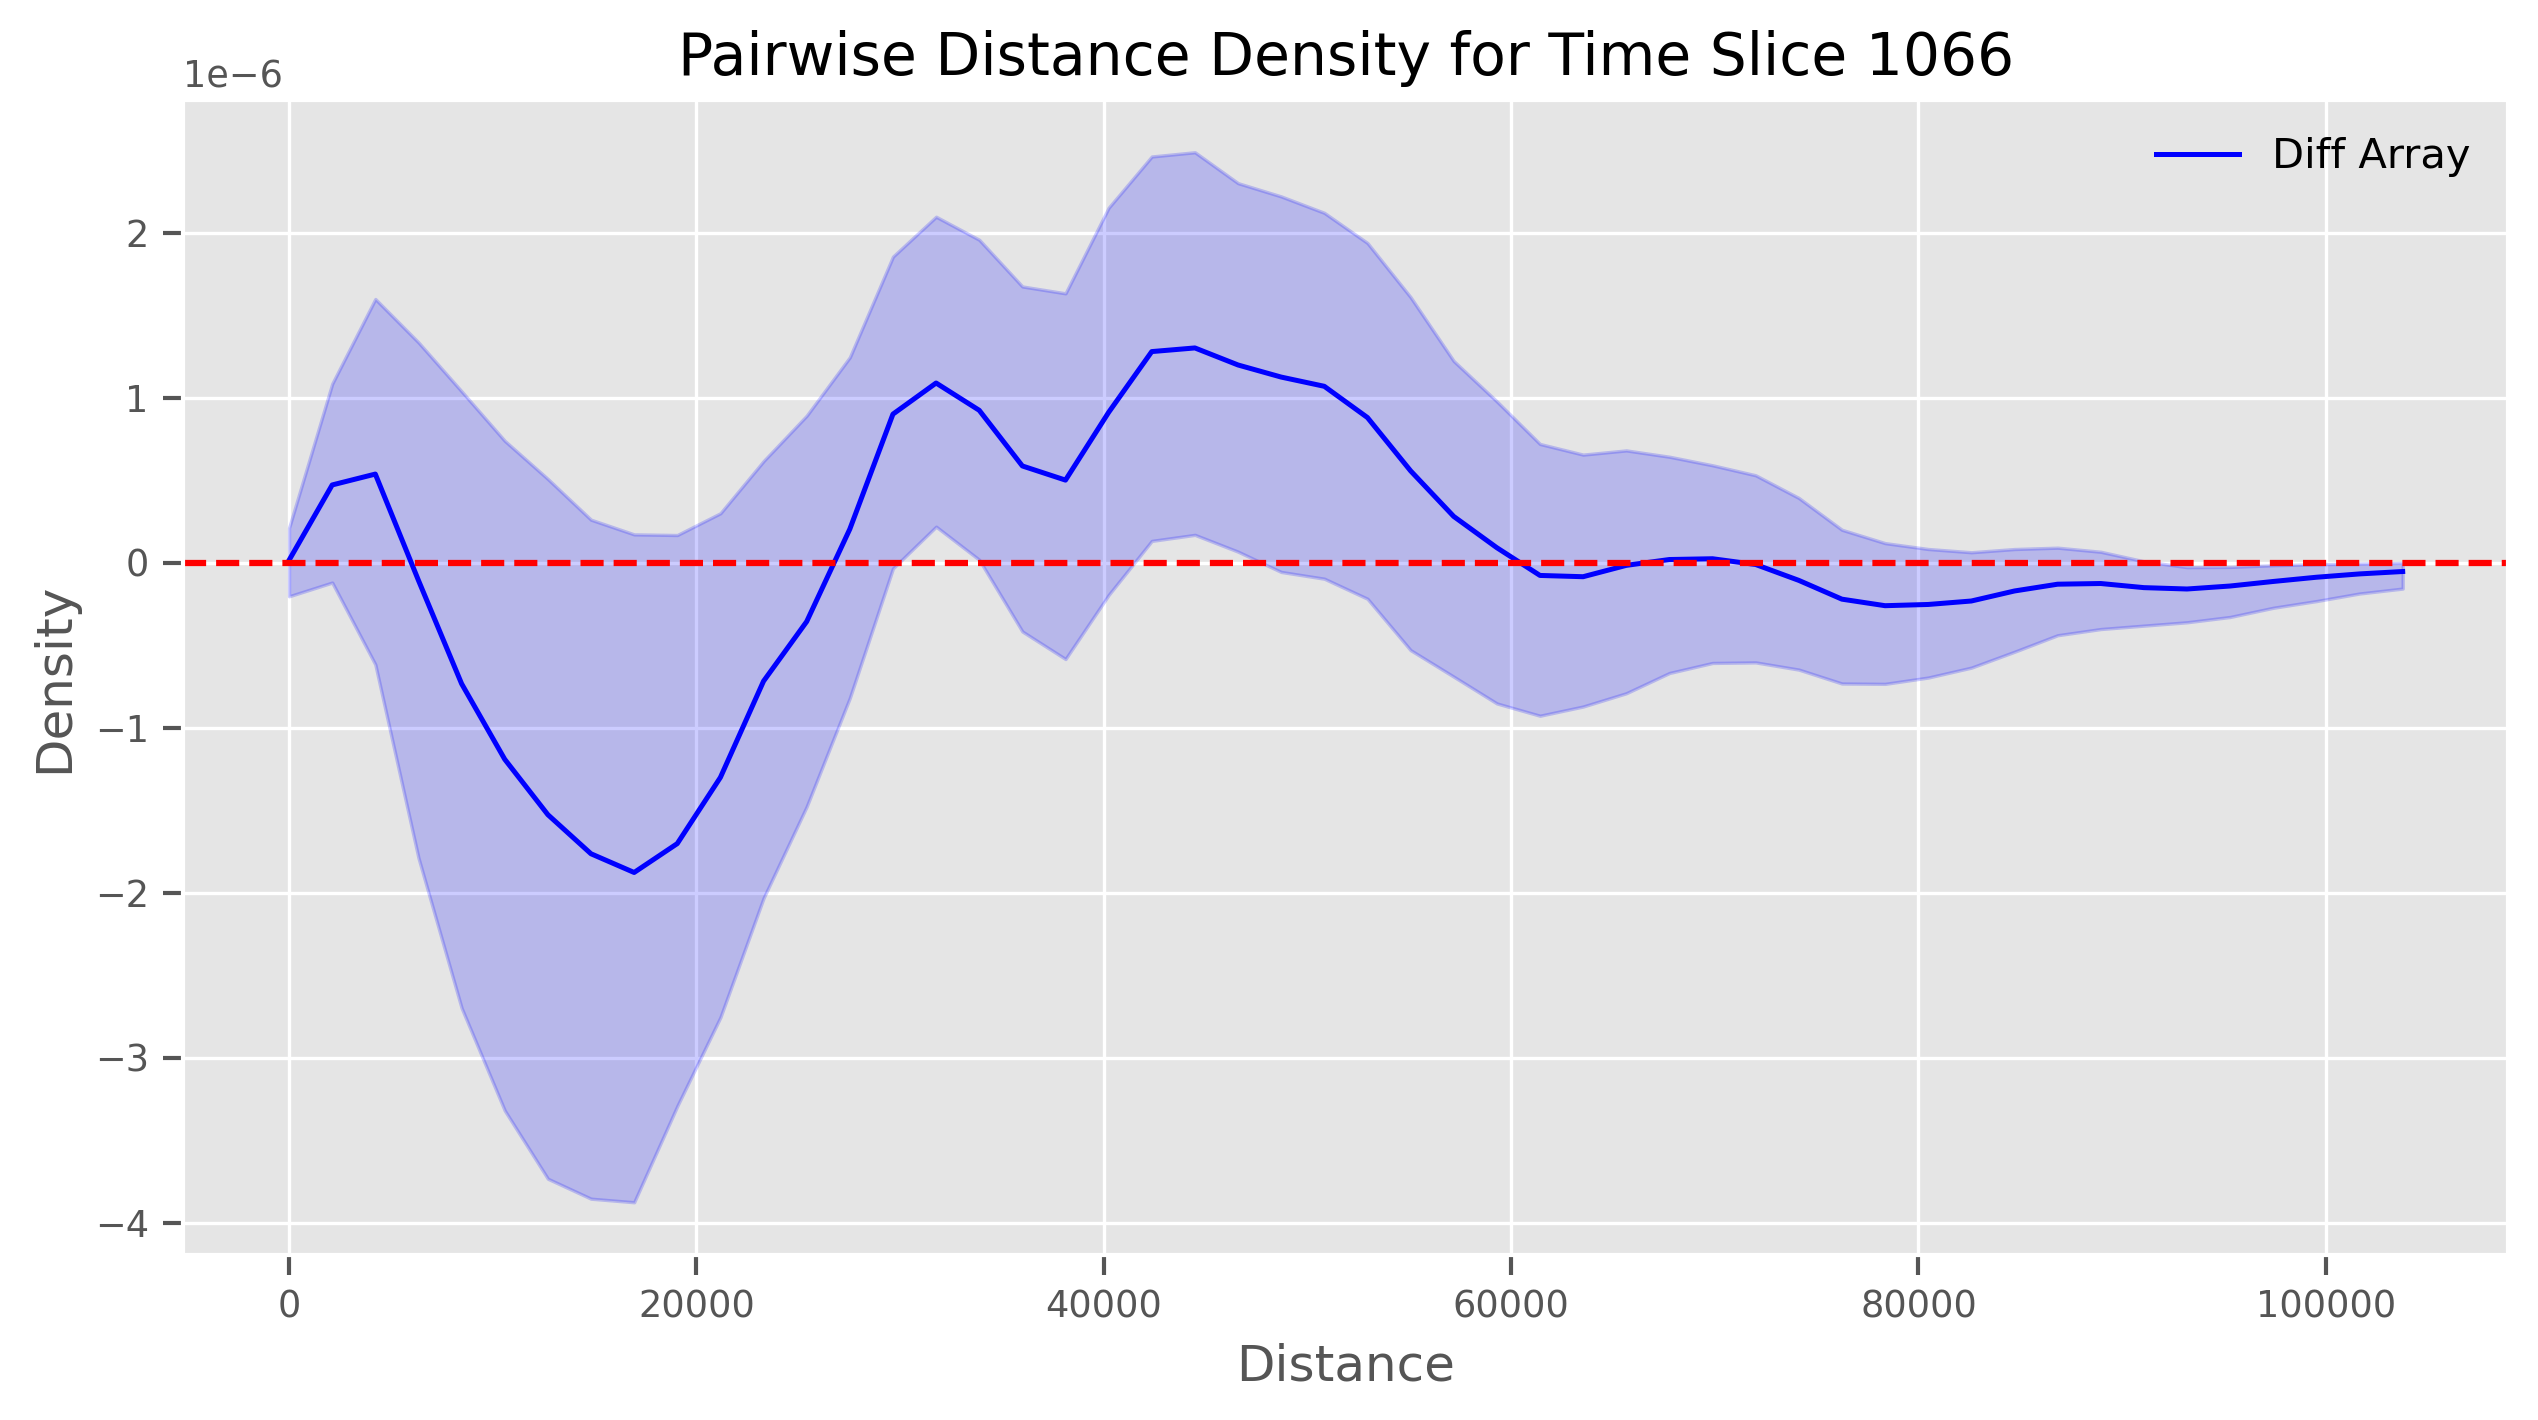 Pairwise Distance Density for Time Slice 1066
1e−6
Diff Array
2
1
0
−1
−2
−3
−4
Density
0 20000 40000 60000 80000 100000
Distance